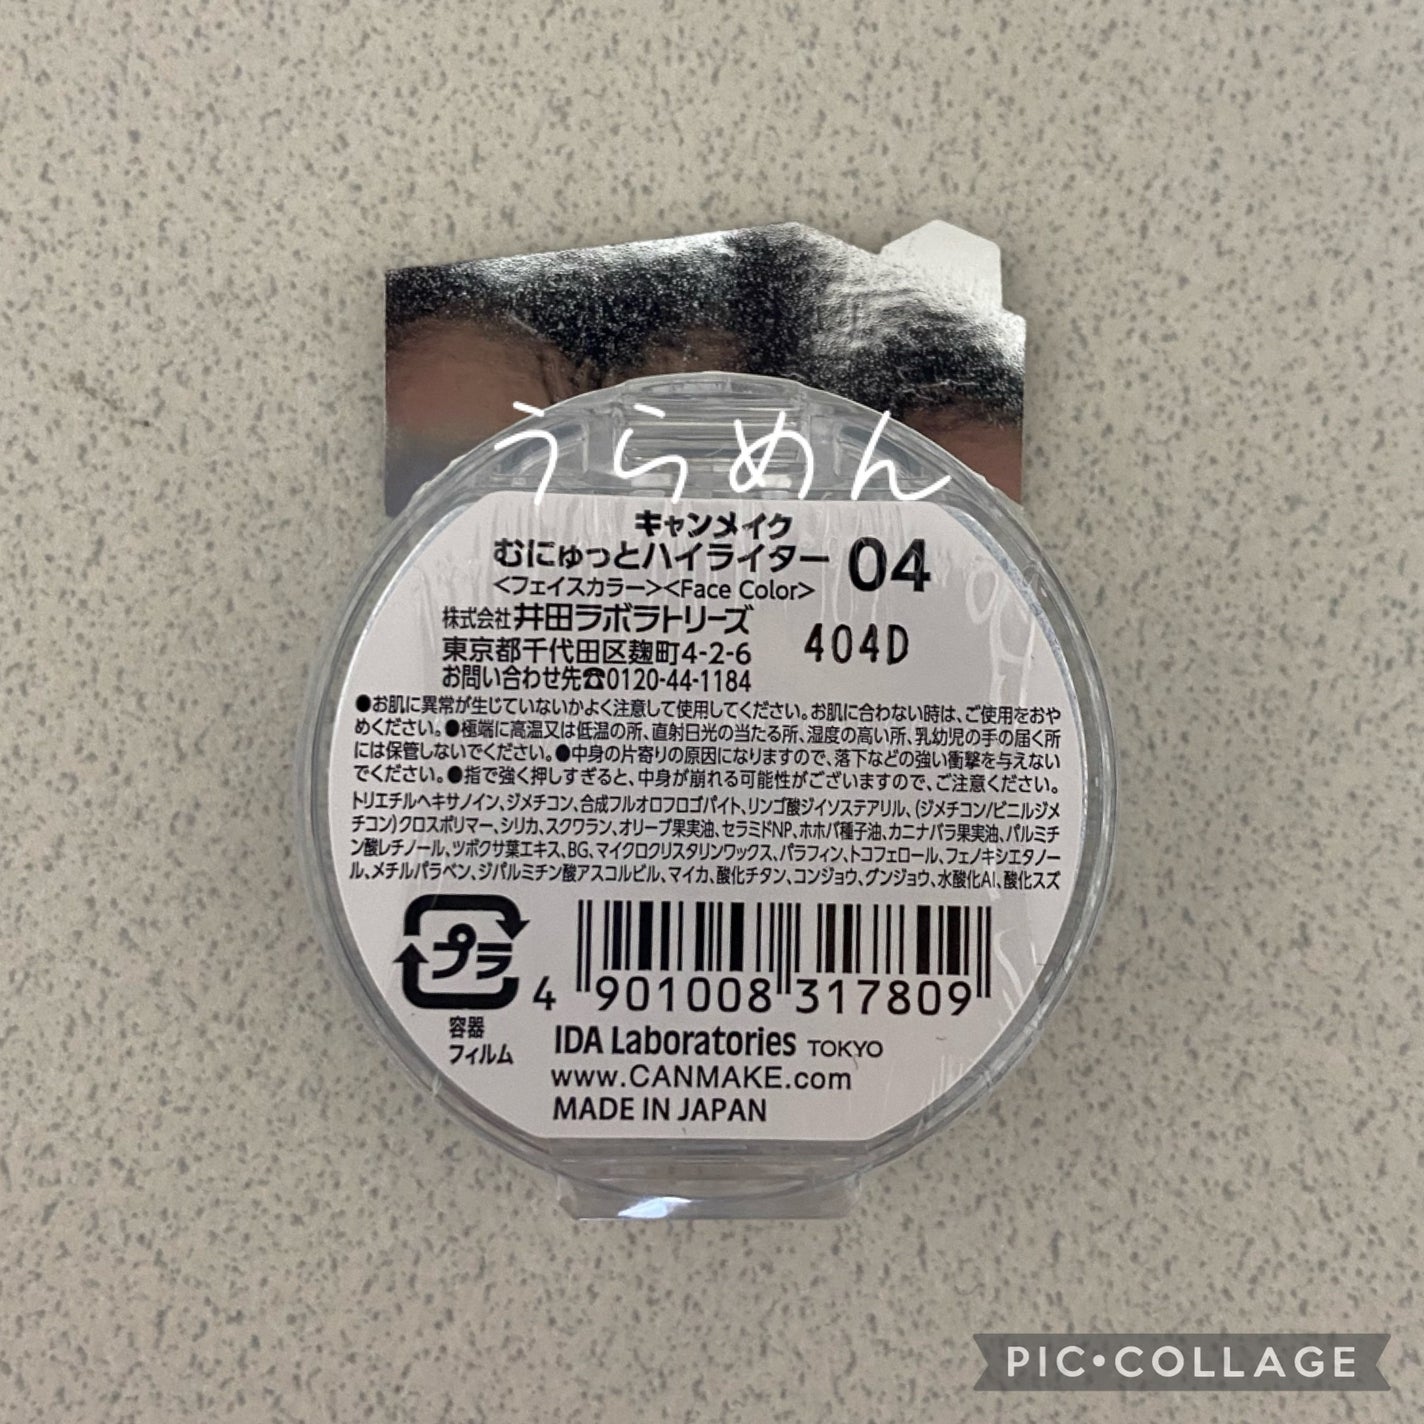 うらめん
キャンメイク
むにゅっとハイライター 04
<フェイスカラー><Face Color>
株式会社井田ラボラトリーズ
東京都千代田区麹町4-2-6
404D
お問い合わせ先☎0120-44-1184
●お肌に異常が生じていないかよく注意して使用してください。お肌に合わない時は、ご使用をおや
めください。●極端に高温又は低温の所、直射日光の当たる所、湿度の高い所、乳幼児の手の届く所
には保管しないでください。●中身の片寄りの原因になりますので、落下などの強い衝撃を与えない
でください。●指で強く押しすぎると、中身が崩れる可能性がございますので、ご注意ください。
トリエチルヘキサノイン、ジメチコン、合成フルオロフロゴパイト、リンゴ酸ジイソステアリル、(ジメチコン/ビニルジメ
チコン)クロスポリマー、シリカ、スクワラン、オリーブ果実油、セラミドNP、ホホバ種子油、カニナバラ果実油、パルミチ
ン酸レチノール、ツボクサ葉エキス、BG、マイクロクリスタリンワックス、パラフィン、トコフェロール、フェノキシエタノー
ル、メチルパラベン、ジパルミチン酸アスコルビル、マイカ、酸化チタン、コンジョウ、グンジョウ、水酸化Al、酸化スズ
プラ
容器
フィルム
4 901008 317809
IDA Laboratories TOKYO
www.CANMAKE.com
MADE IN JAPAN
PIC•COLLAGE